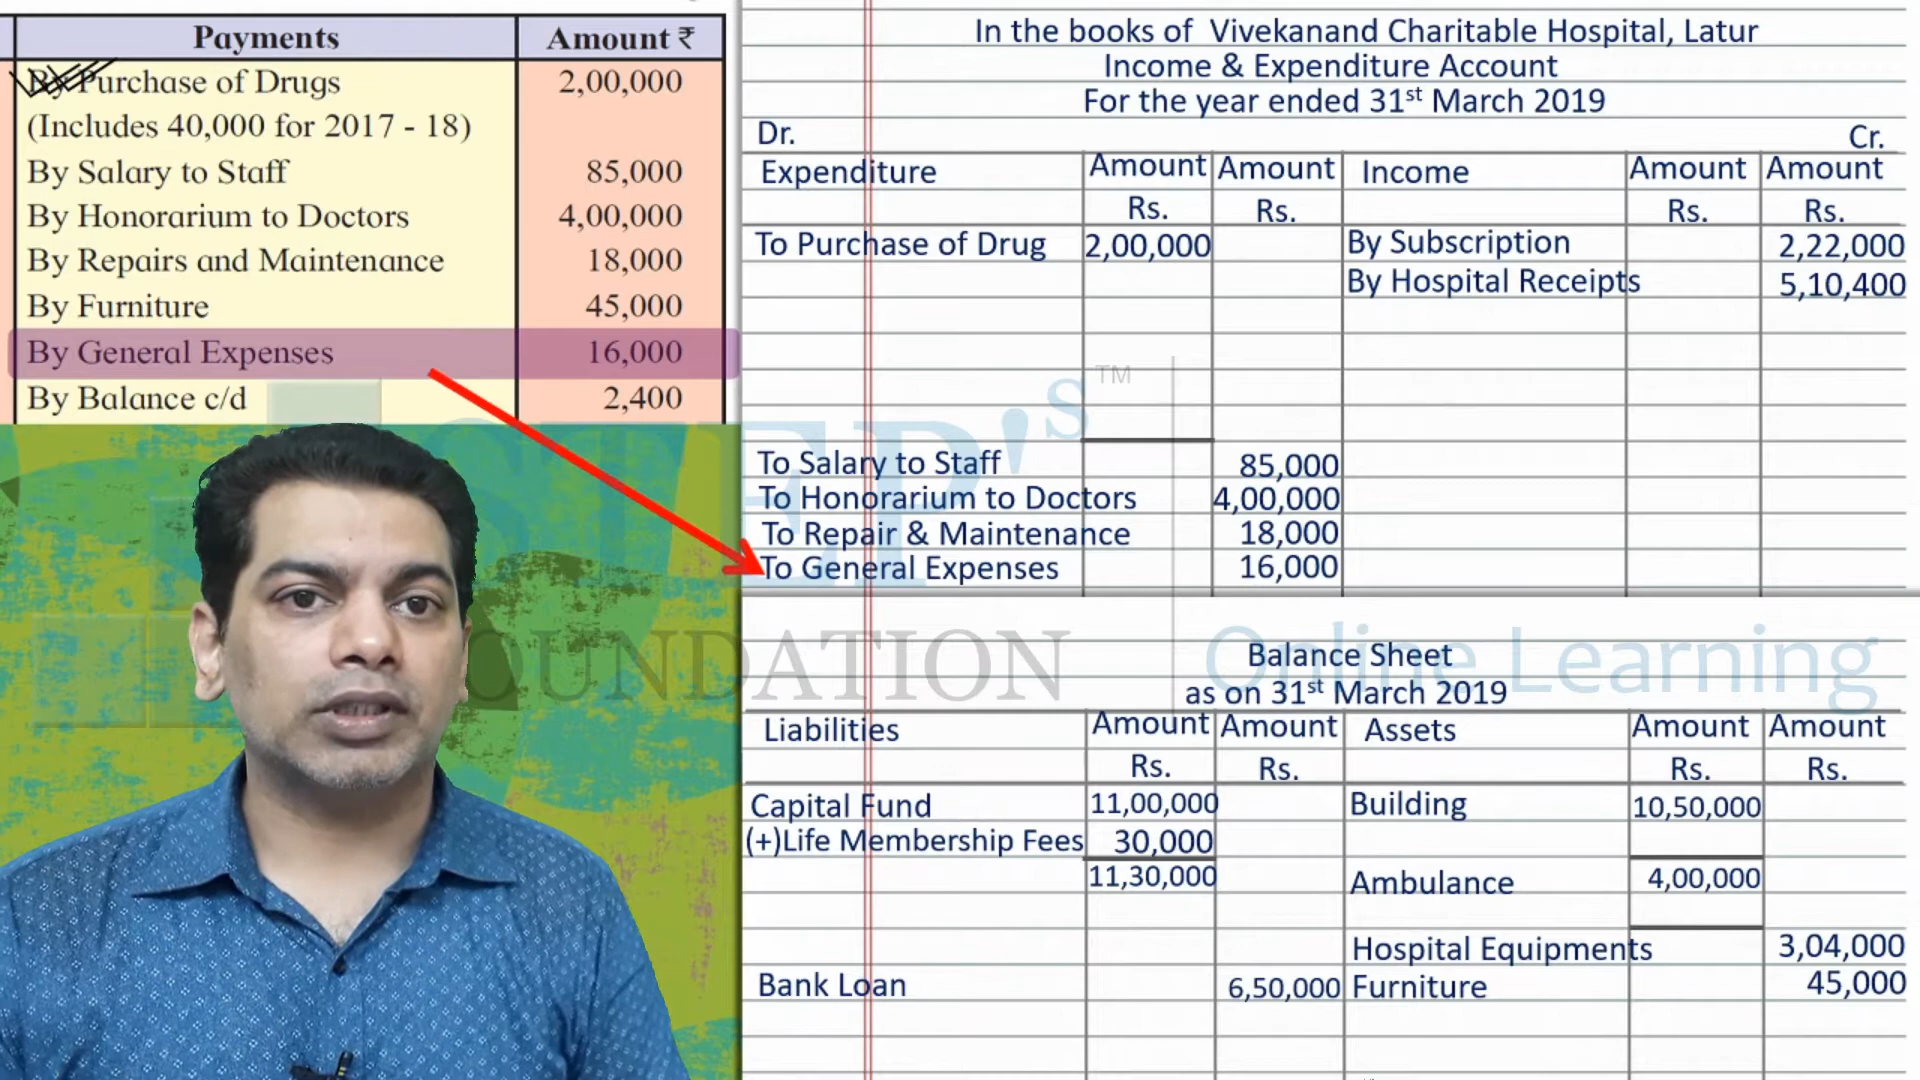 Payments Amount ₹
By Purchase of Drugs 2,00,000
(Includes 40,000 for 2017 - 18)
By Salary to Staff 85,000
By Honorarium to Doctors 4,00,000
By Repairs and Maintenance 18,000
By Furniture 45,000
By General Expenses 16,000
By Balance c/d 2,400
In the books of Vivekanand Charitable Hospital, Latur
Income & Expenditure Account
For the year ended 31st March 2019
Dr. Cr.
Expenditure Amount Amount Income Amount Amount
Rs. Rs. Rs. Rs.
To Purchase of Drug 2,00,000 By Subscription 2,22,000
By Hospital Receipts 5,10,400
To Salary to Staff 85,000
To Honorarium to Doctors 4,00,000
To Repair & Maintenance 18,000
To General Expenses 16,000
Balance Sheet
as on 31st March 2019
Liabilities Amount Amount Assets Amount Amount
Rs. Rs. Rs. Rs.
Capital Fund 11,00,000 Building 10,50,000
(+)Life Membership Fees 30,000
11,30,000 Ambulance 4,00,000
Hospital Equipments 3,04,000
Bank Loan 6,50,000 Furniture 45,000
STEP's TM
OUNDATION Online Learning